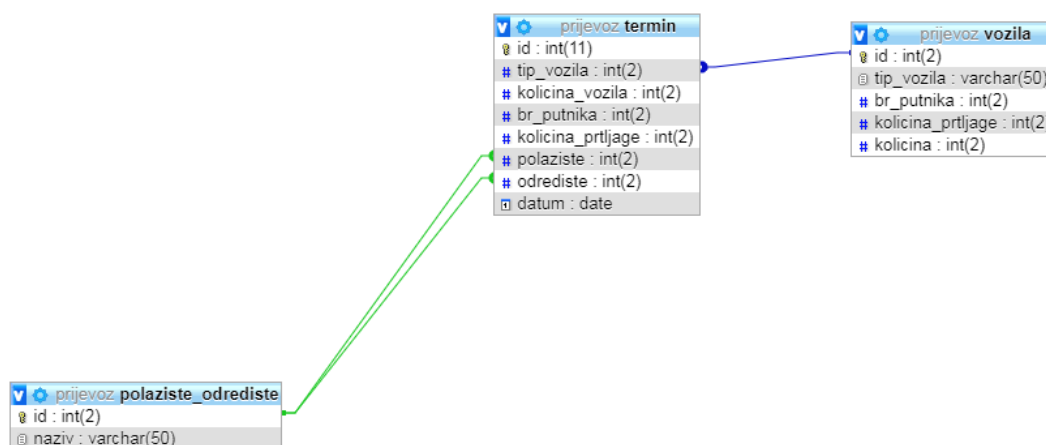 prijevoz termin
id : int(11)
# tip_vozila : int(2)
# kolicina_vozila : int(2)
# br_putnika : int(2)
# kolicina_prtljage : int(2)
# polaziste : int(2)
# odrediste : int(2)
datum : date
prijevoz vozila
id : int(2)
tip_vozila : varchar(50)
# br_putnika : int(2)
# kolicina_prtljage : int(2
# kolicina : int(2)
v prijevoz polaziste_odrediste
id : int(2)
naziv : varchar(50)